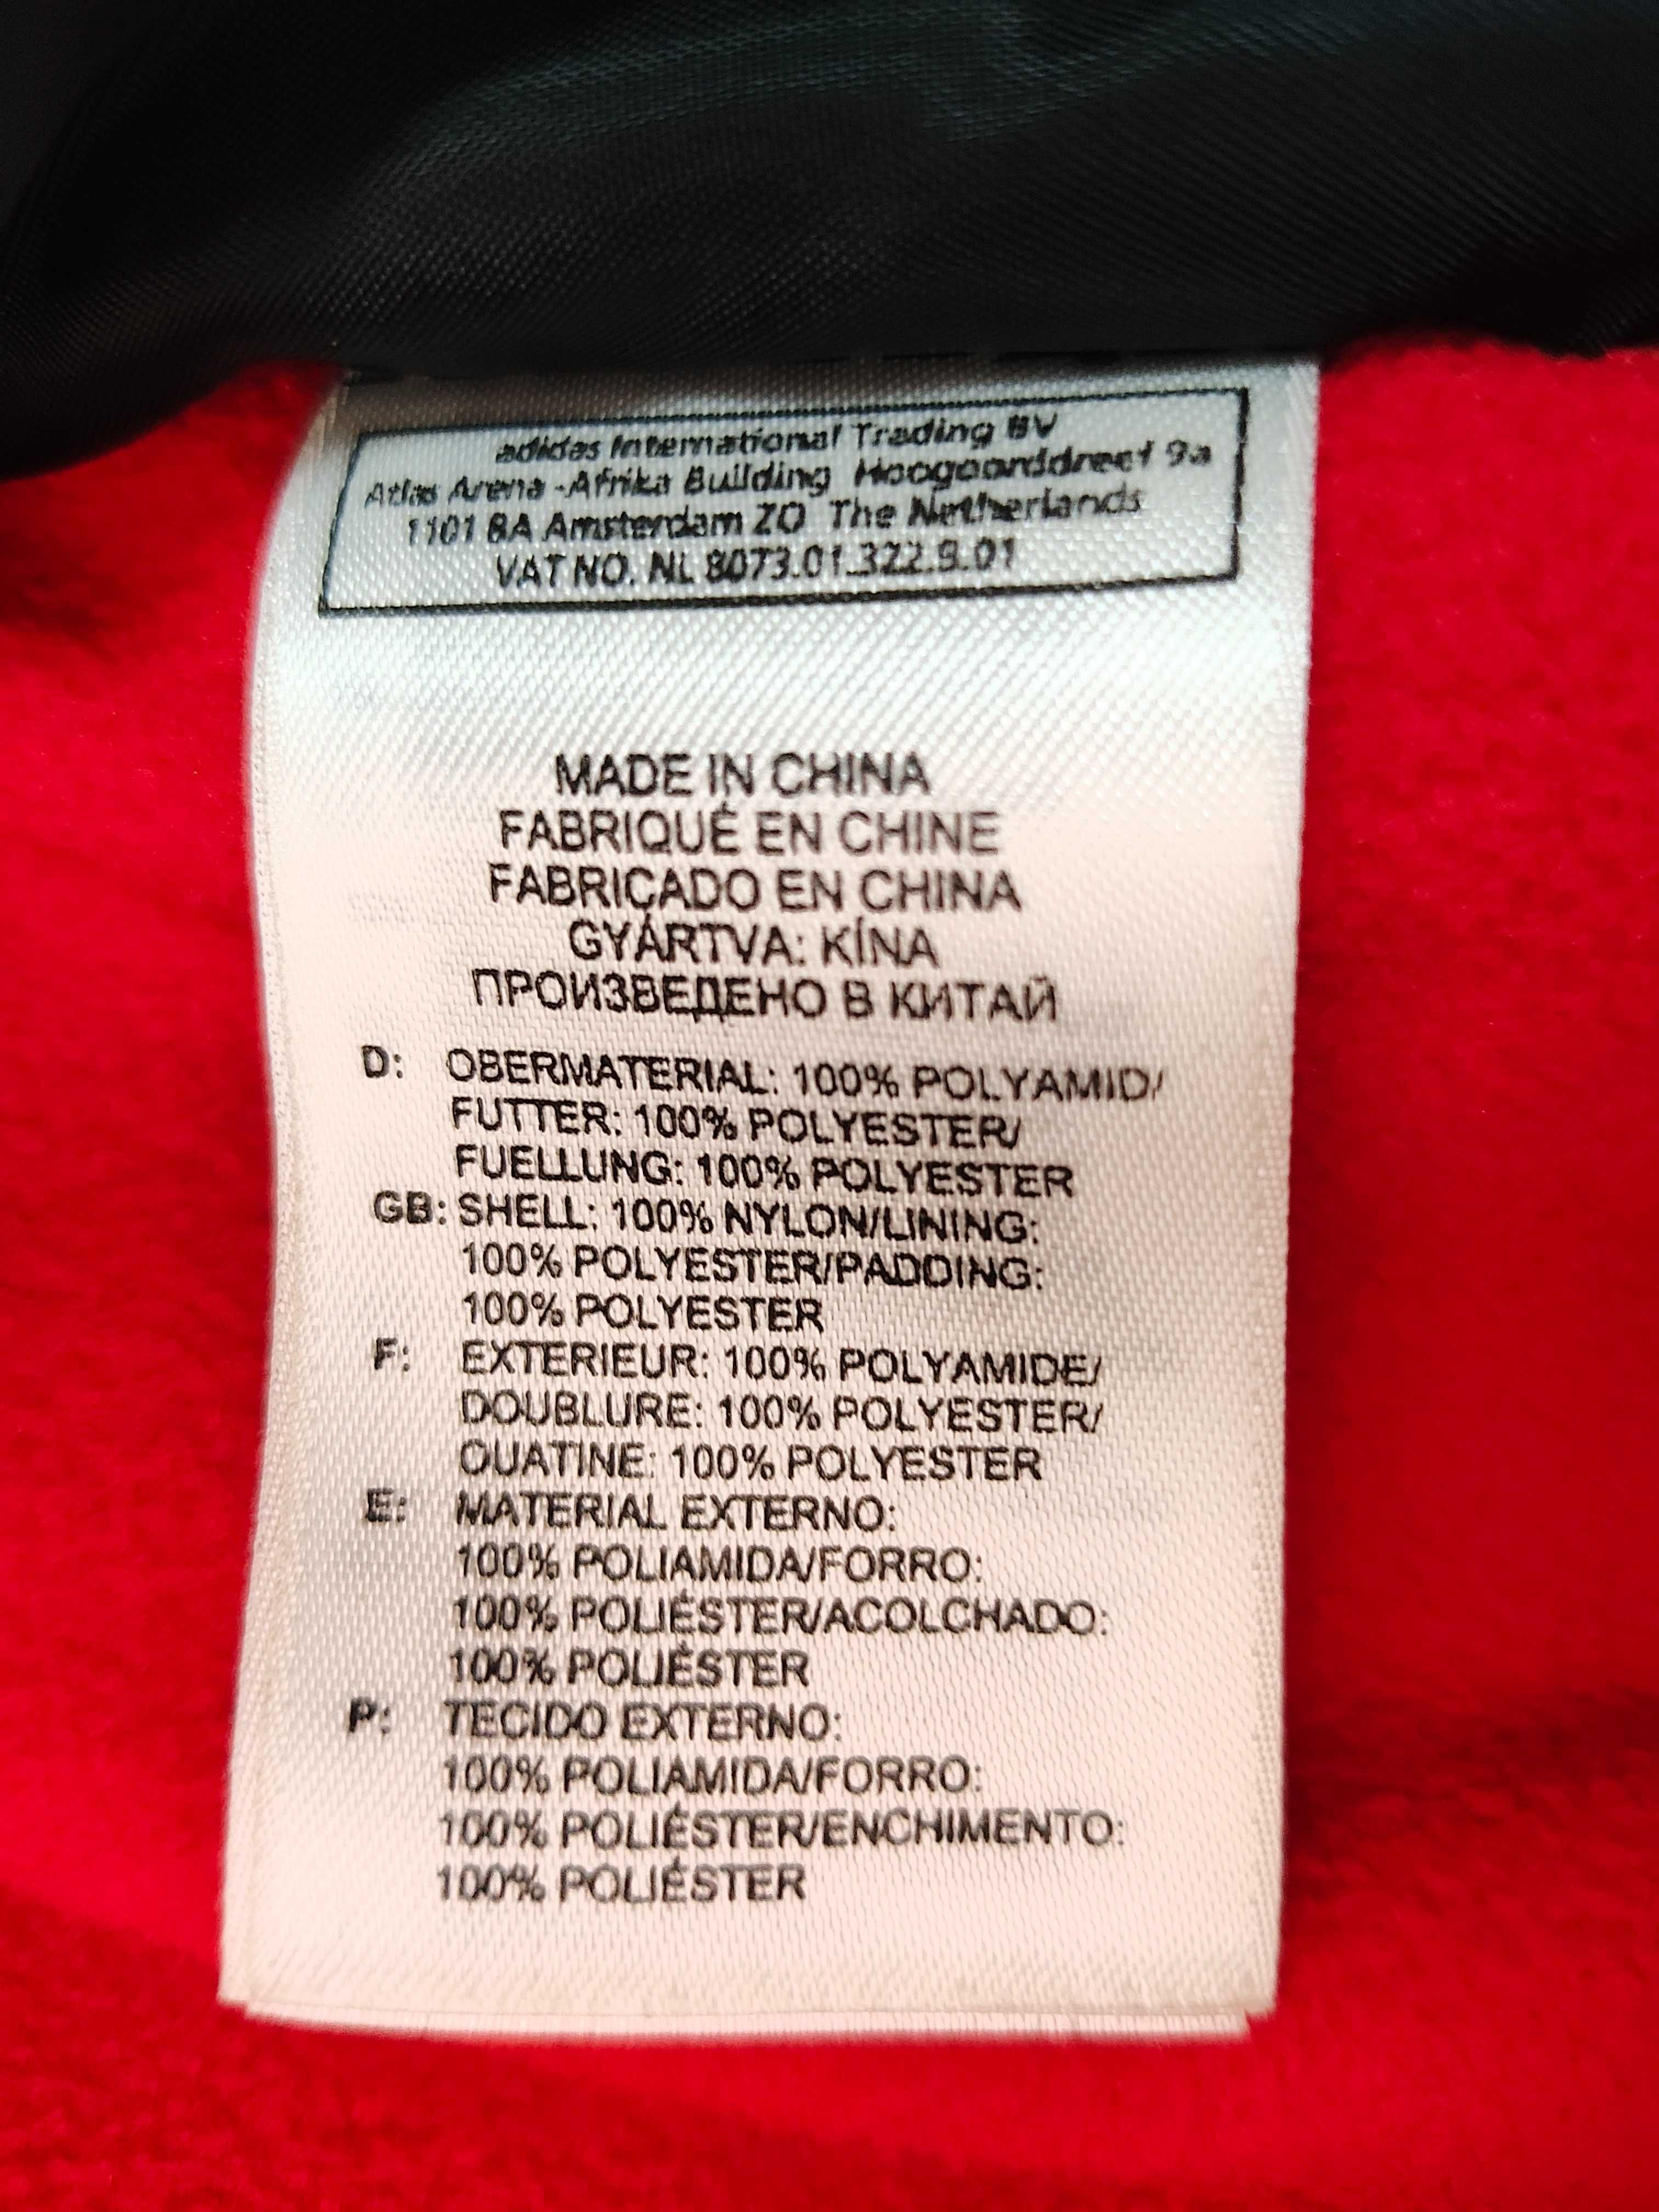 adidas International Trading BV
Atlas Arena - Afrika Building Hoogoorddreef 9a
1101 BA Amsterdam ZO The Netherlands
VAT NO. NL 8073.01.322.B.01
MADE IN CHINA
FABRIQUÉ EN CHINE
FABRICADO EN CHINA
GYÁRTVA: KÍNA
ПРОИЗВЕДЕНО В КИТАЙ
D: OBERMATERIAL: 100% POLYAMID/
FUTTER: 100% POLYESTER/
FUELLUNG: 100% POLYESTER
GB: SHELL: 100% NYLON/LINING:
100% POLYESTER/PADDING:
100% POLYESTER
F: EXTERIEUR: 100% POLYAMIDE/
DOUBLURE: 100% POLYESTER/
OUATINE: 100% POLYESTER
E: MATERIAL EXTERNO:
100% POLIAMIDA/FORRO:
100% POLIÉSTER/ACOLCHADO:
100% POLIÉSTER
P: TECIDO EXTERNO:
100% POLIAMIDA/FORRO:
100% POLIÉSTER/ENCHIMENTO:
100% POLIÉSTER